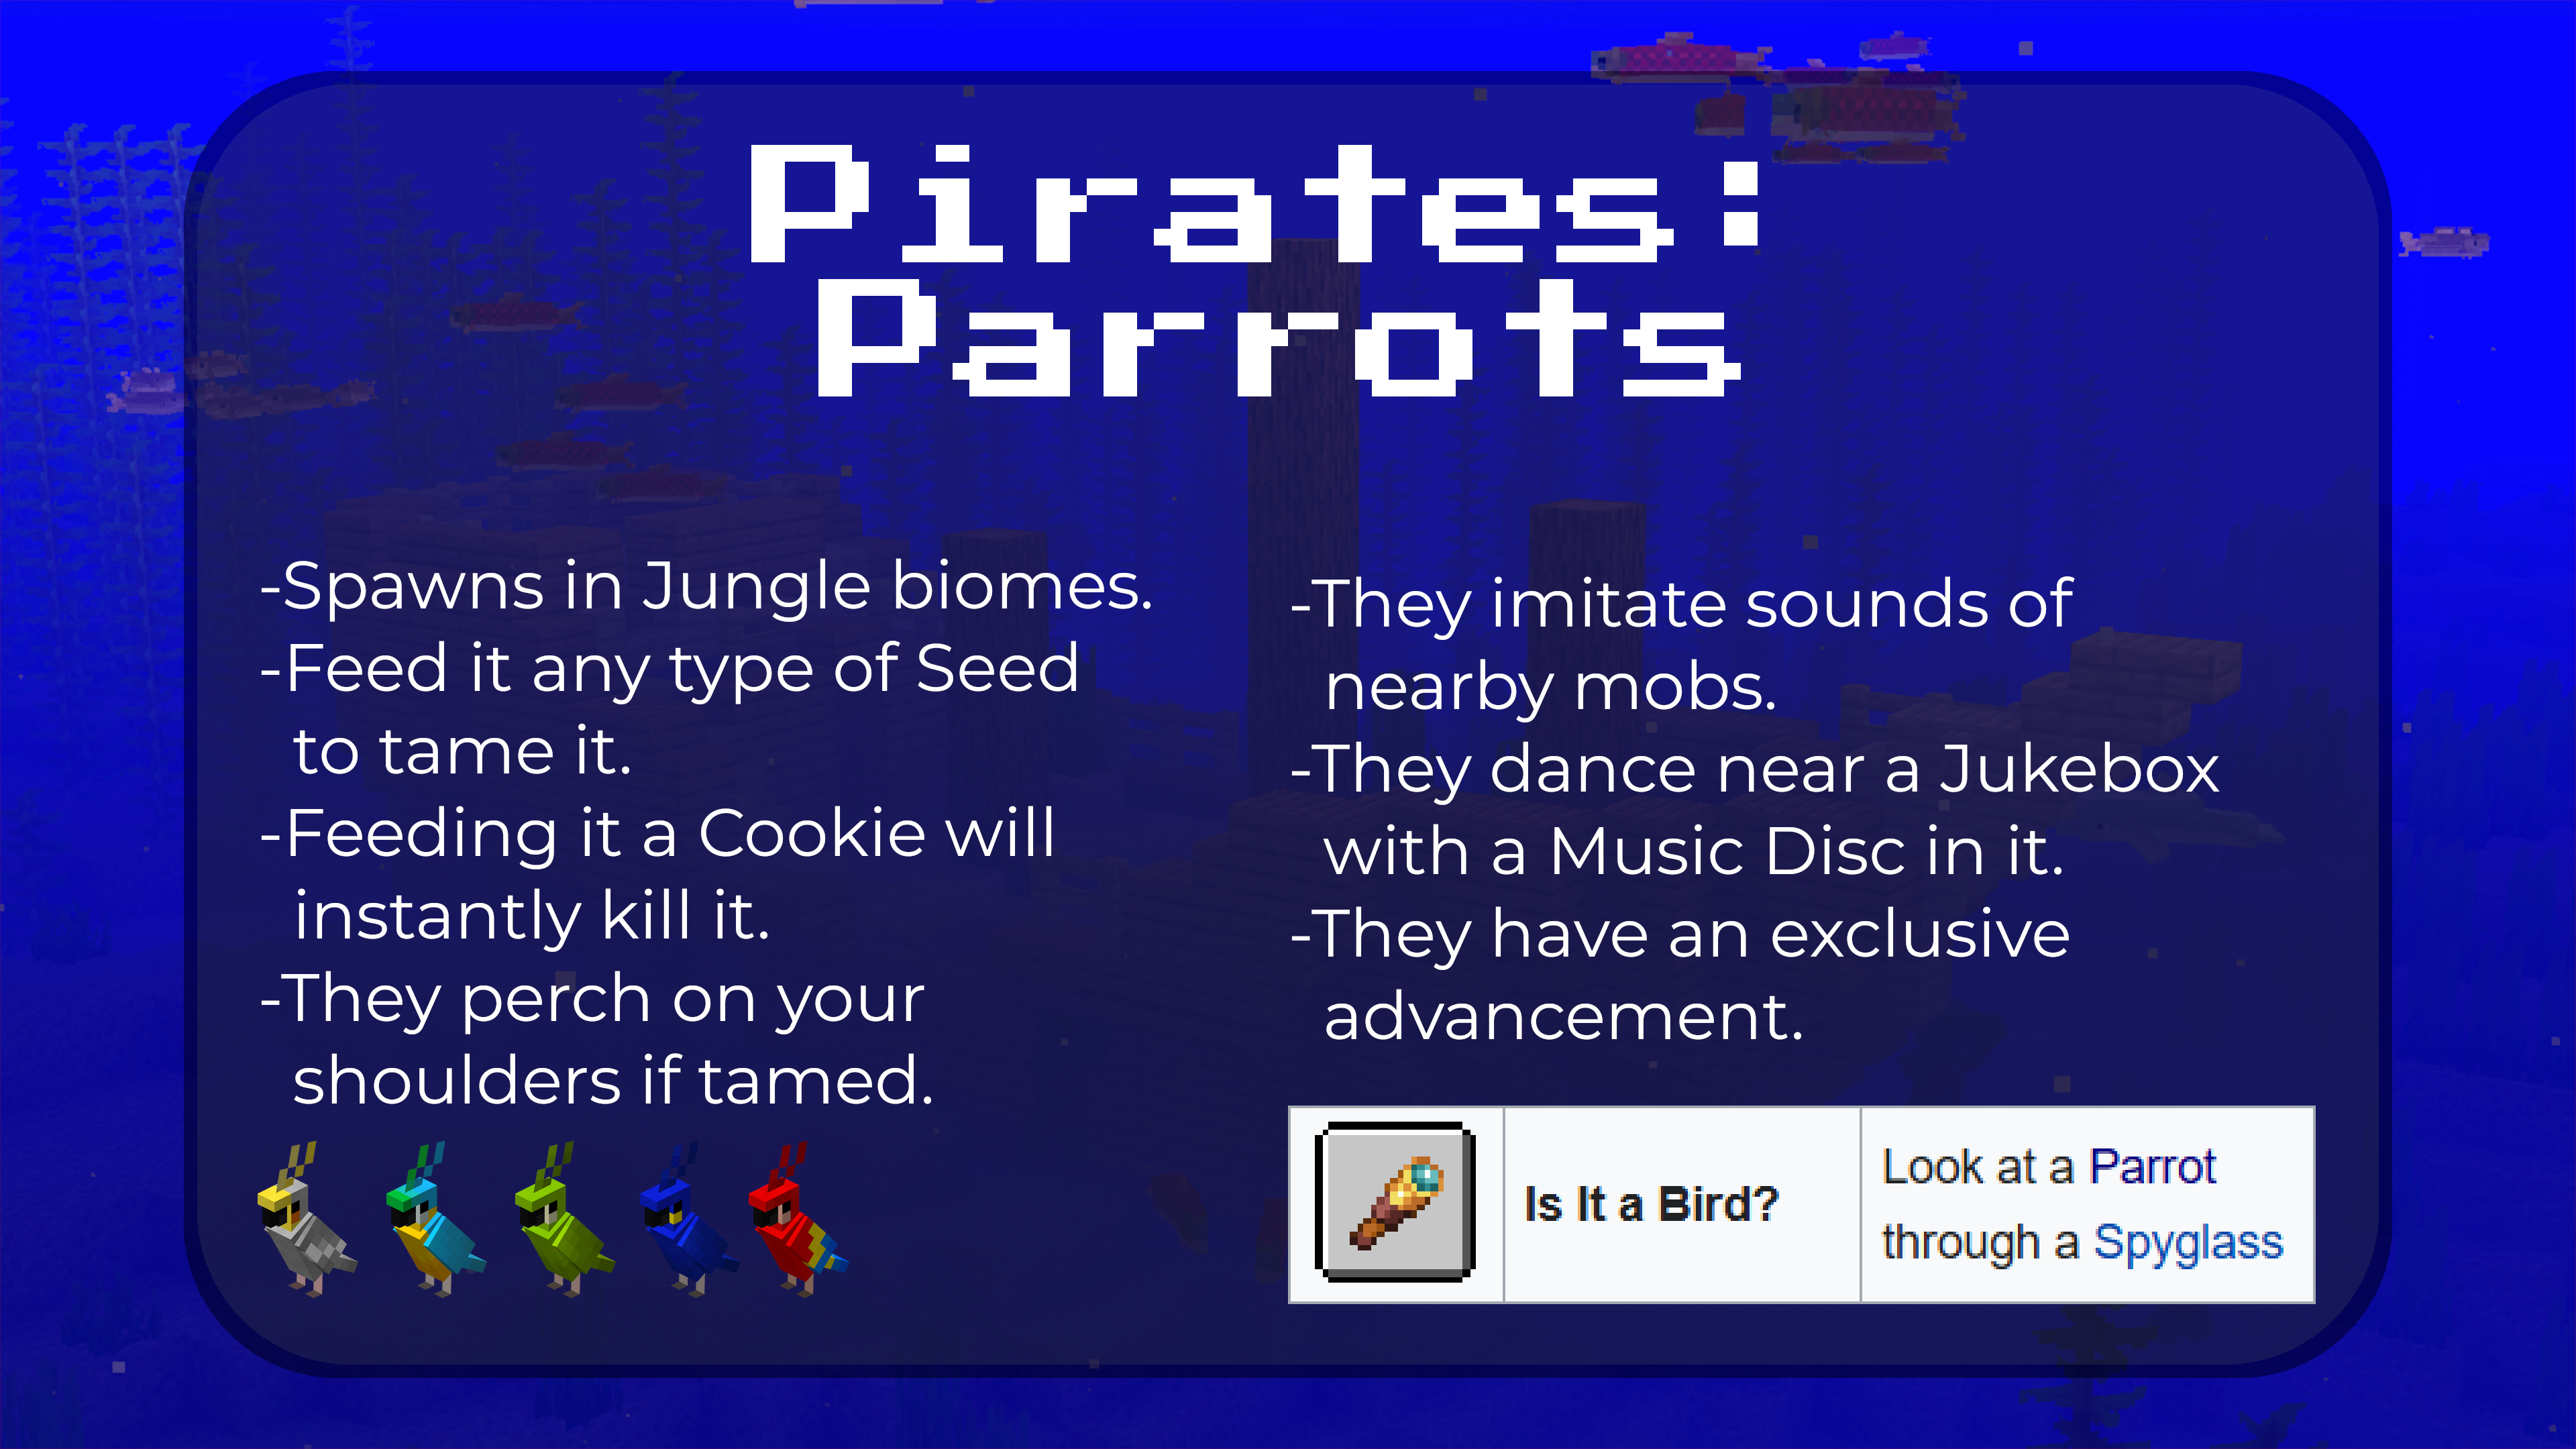 Pirates:
Parrots
-Spawns in Jungle biomes.
-Feed it any type of Seed
to tame it.
-Feeding it a Cookie will
instantly kill it.
-They perch on your
shoulders if tamed.
-They imitate sounds of
nearby mobs.
-They dance near a Jukebox
with a Music Disc in it.
-They have an exclusive
advancement.
Is It a Bird?
Look at a Parrot
through a Spyglass